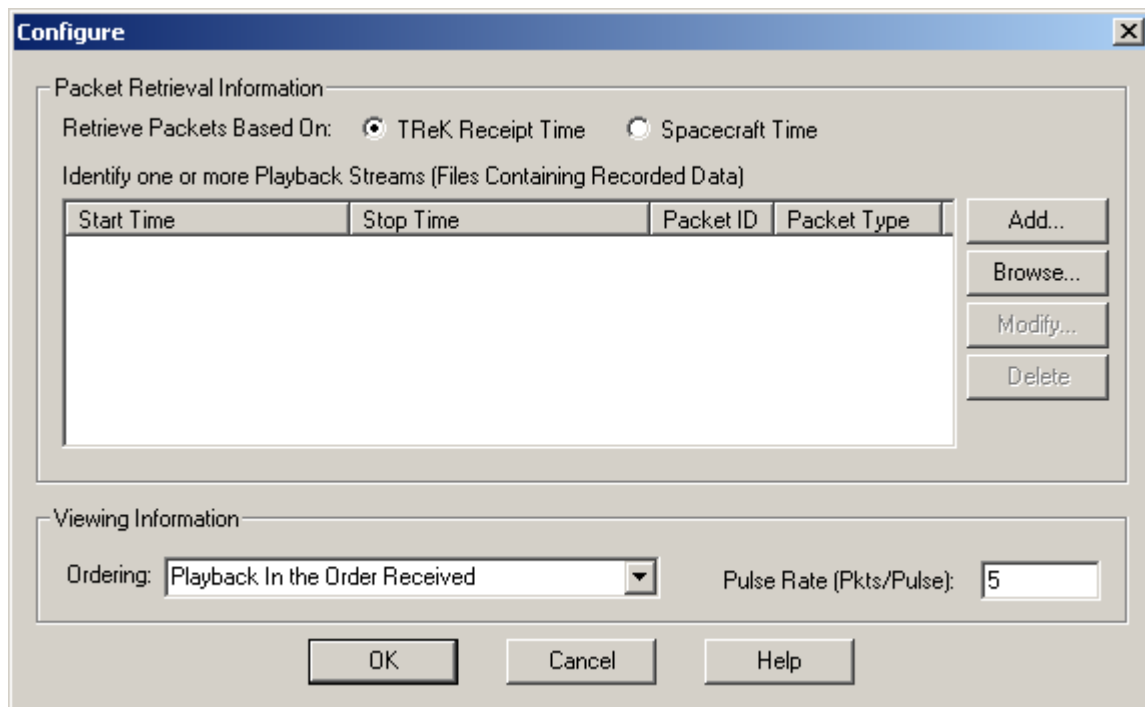 Configure
Packet Retrieval Information
Retrieve Packets Based On: TReK Receipt Time Spacecraft Time
Identify one or more Playback Streams (Files Containing Recorded Data)
Start Time Stop Time Packet ID Packet Type
Add...
Browse...
Modify...
Delete
Viewing Information
Ordering: Playback In the Order Received Pulse Rate (Pkts/Pulse): 5
OK Cancel Help